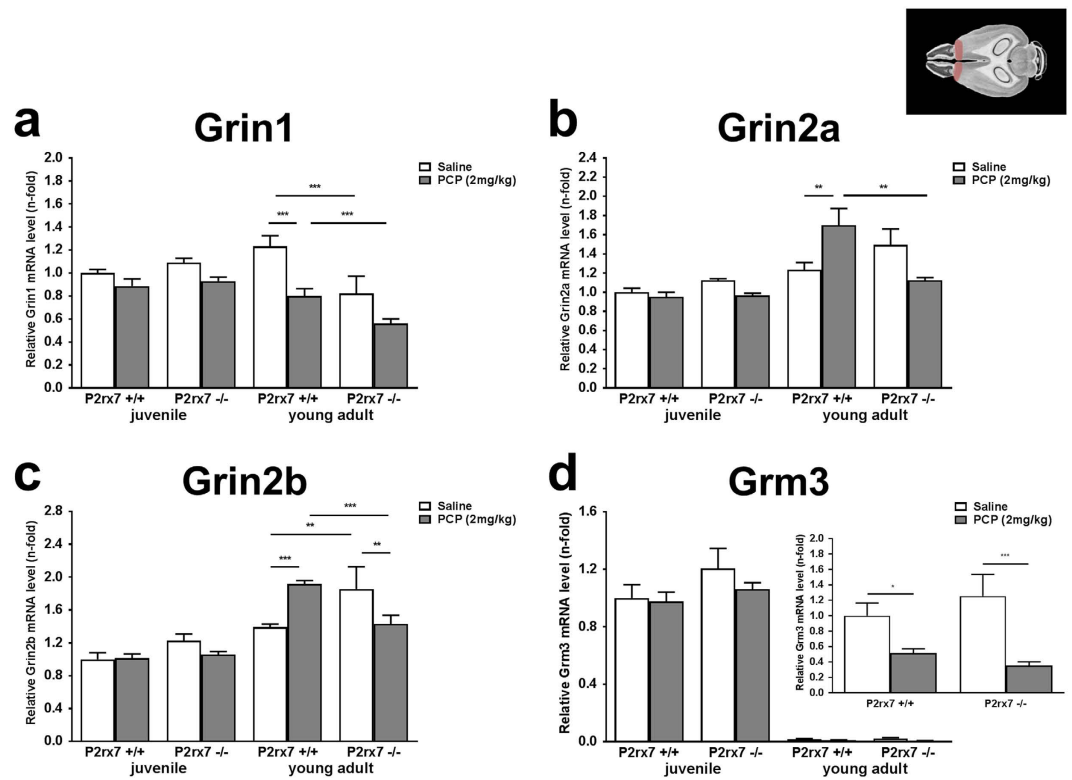 a
Grin1
Relative Grin1 mRNA level (n-fold)
2.0
1.8
1.6
1.4
1.2
1.0
0.8
0.6
0.4
0.2
0.0
Saline
PCP (2mg/kg)
***
***
***
P2rx7 +/+
P2rx7 -/-
P2rx7 +/+
P2rx7 -/-
juvenile
young adult
b
Grin2a
Relative Grin2a mRNA level (n-fold)
2.4
2.2
2.0
1.8
1.6
1.4
1.2
1.0
0.8
0.6
0.4
0.2
0.0
Saline
PCP (2mg/kg)
**
**
P2rx7 +/+
P2rx7 -/-
P2rx7 +/+
P2rx7 -/-
juvenile
young adult
c
Grin2b
Relative Grin2b mRNA level (n-fold)
2.8
2.4
2.0
1.6
1.2
0.8
0.4
0.0
Saline
PCP (2mg/kg)
***
**
**
***
P2rx7 +/+
P2rx7 -/-
P2rx7 +/+
P2rx7 -/-
juvenile
young adult
d
Grm3
Relative Grm3 mRNA level (n-fold)
1.6
1.2
0.8
0.4
0.0
Saline
PCP (2mg/kg)
Relative Grm3 mRNA level (n-fold)
2.0
1.8
1.6
1.4
1.2
1.0
0.8
0.6
0.4
0.2
0.0
*
***
P2rx7 +/+
P2rx7 -/-
P2rx7 +/+
P2rx7 -/-
P2rx7 +/+
P2rx7 -/-
juvenile
young adult